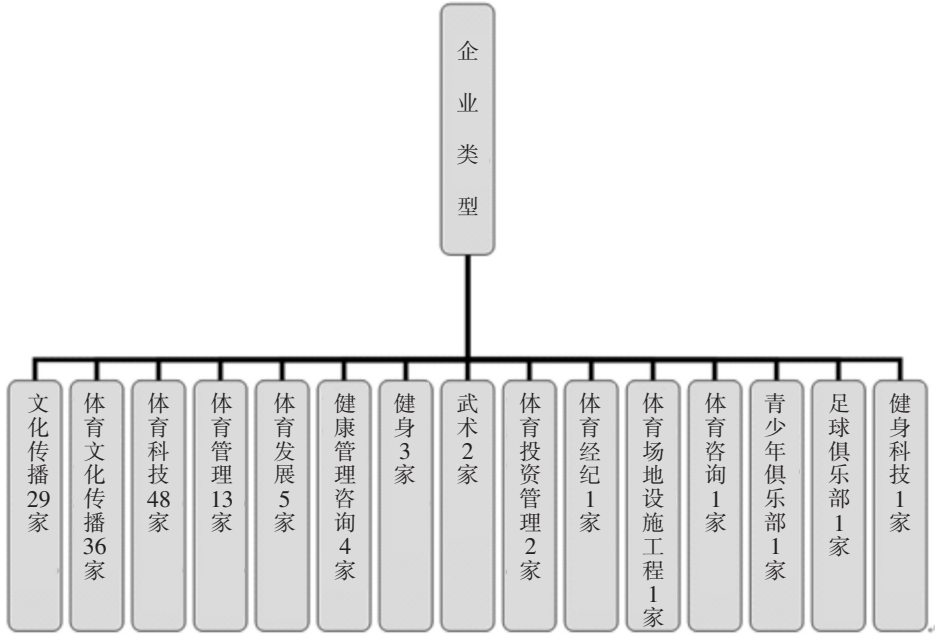 企业类型
文化传播29家
体育文化传播36家
体育科技48家
体育管理13家
体育发展5家
健康管理咨询4家
健身3家
武术2家
体育投资管理2家
体育经纪1家
体育场地设施工程1家
体育咨询1家
青少年俱乐部1家
足球俱乐部1家
健身科技1家